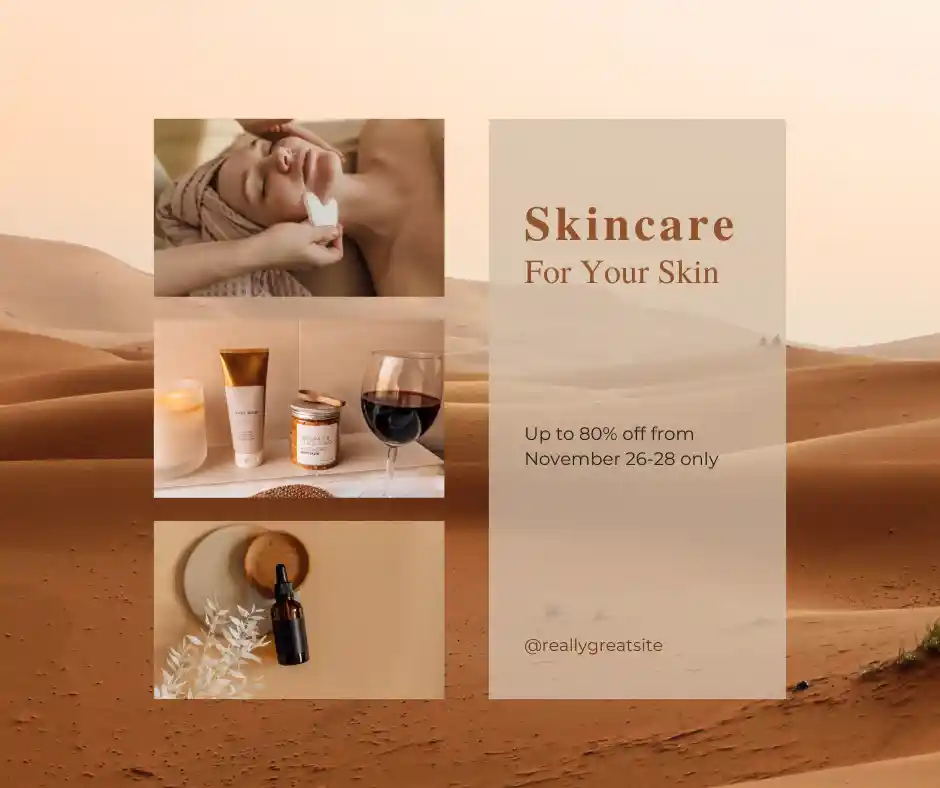 Skincare
For Your Skin
Up to 80% off from
November 26-28 only
@reallygreatsite